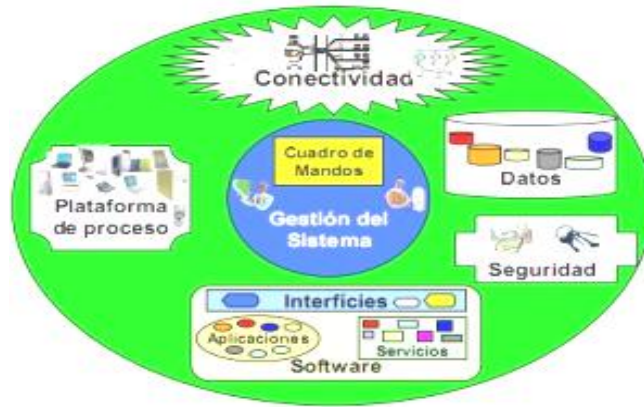 Conectividad
Cuadro de
Mandos
Gestión del
Sistema
Plataforma
de proceso
Datos
Seguridad
Interficies
Aplicaciones
Servicios
Software